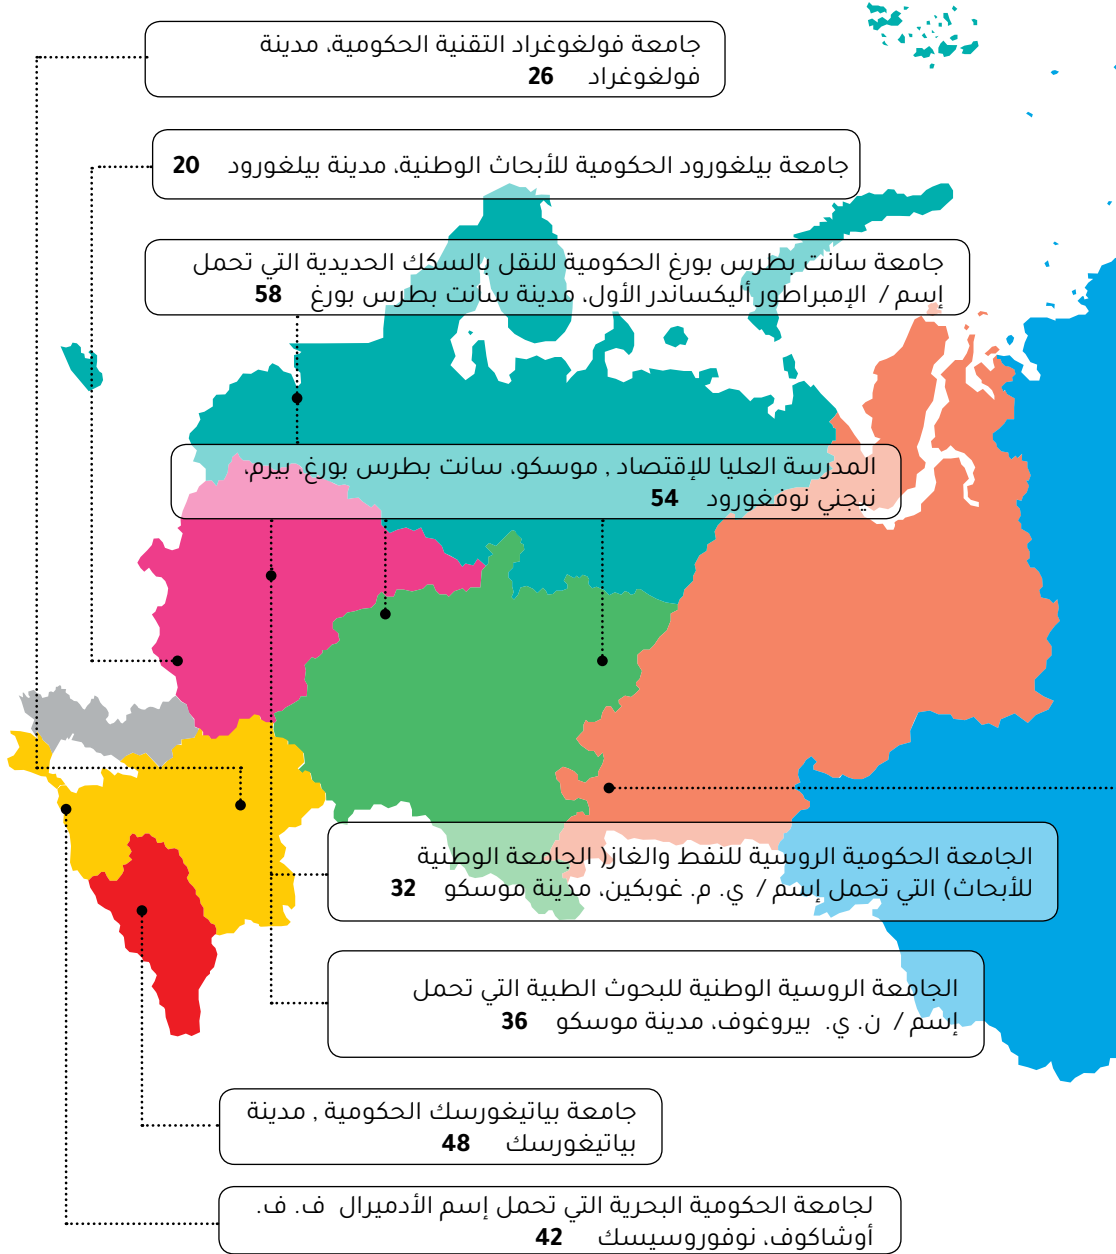 جامعة فولغوغراد التقنية الحكومية، مدينة
فولغوغراد 26
جامعة بيلغورود الحكومية للأبحاث الوطنية، مدينة بيلغورود 20
جامعة سانت بطرس بورغ الحكومية للنقل بالسكك الحديدية التي تحمل
إسم / الإمبراطور أليكساندر الأول، مدينة سانت بطرس بورغ 58
المدرسة العليا للإقتصاد , موسكو، سانت بطرس بورغ، بيرم،
نيجني نوفغورود 54
الجامعة الحكومية الروسية للنفط والغاز( الجامعة الوطنية
للأبحاث) التي تحمل إسم / ي. م. غوبكين، مدينة موسكو 32
الجامعة الروسية الوطنية للبحوث الطبية التي تحمل
إسم / ن. ي. بيروغوف، مدينة موسكو 36
جامعة بياتيغورسك الحكومية , مدينة
بياتيغورسك 48
لجامعة الحكومية البحرية التي تحمل إسم الأدميرال ف. ف.
أوشاكوف، نوفوروسيسك 42